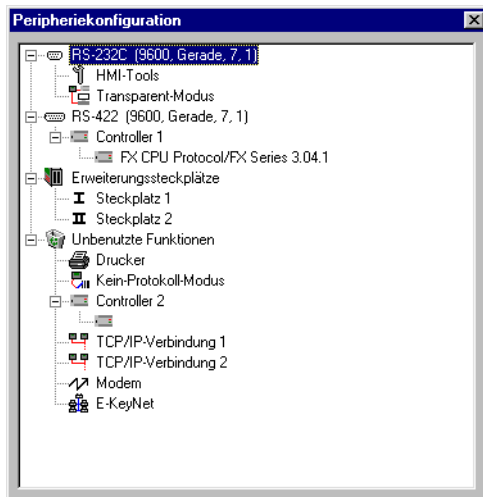 Peripheriekonfiguration
RS-232C (9600, Gerade, 7, 1)
HMI-Tools
Transparent-Modus
RS-422 (9600, Gerade, 7, 1)
Controller 1
FX CPU Protocol/FX Series 3.04.1
Erweiterungssteckplätze
I Steckplatz 1
II Steckplatz 2
Unbenutzte Funktionen
Drucker
Kein-Protokoll-Modus
Controller 2
TCP/IP-Verbindung 1
TCP/IP-Verbindung 2
Modem
E-KeyNet